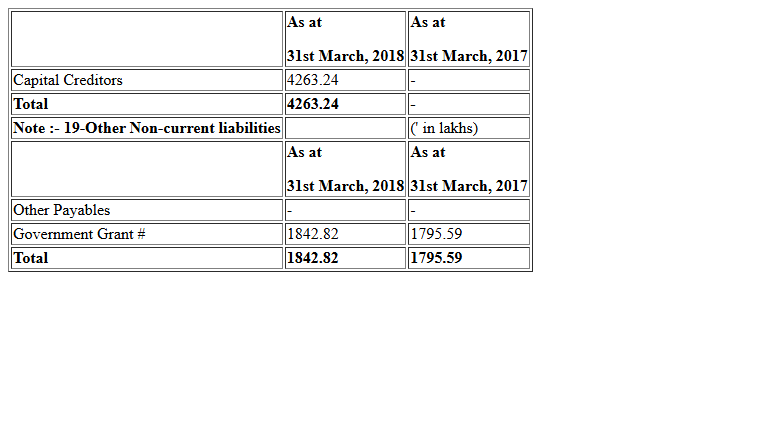 As at As at
31st March, 2018 31st March, 2017
Capital Creditors 4263.24 -
Total 4263.24 -
Note :- 19-Other Non-current liabilities (' in lakhs)
As at As at
31st March, 2018 31st March, 2017
Other Payables - -
Government Grant # 1842.82 1795.59
Total 1842.82 1795.59